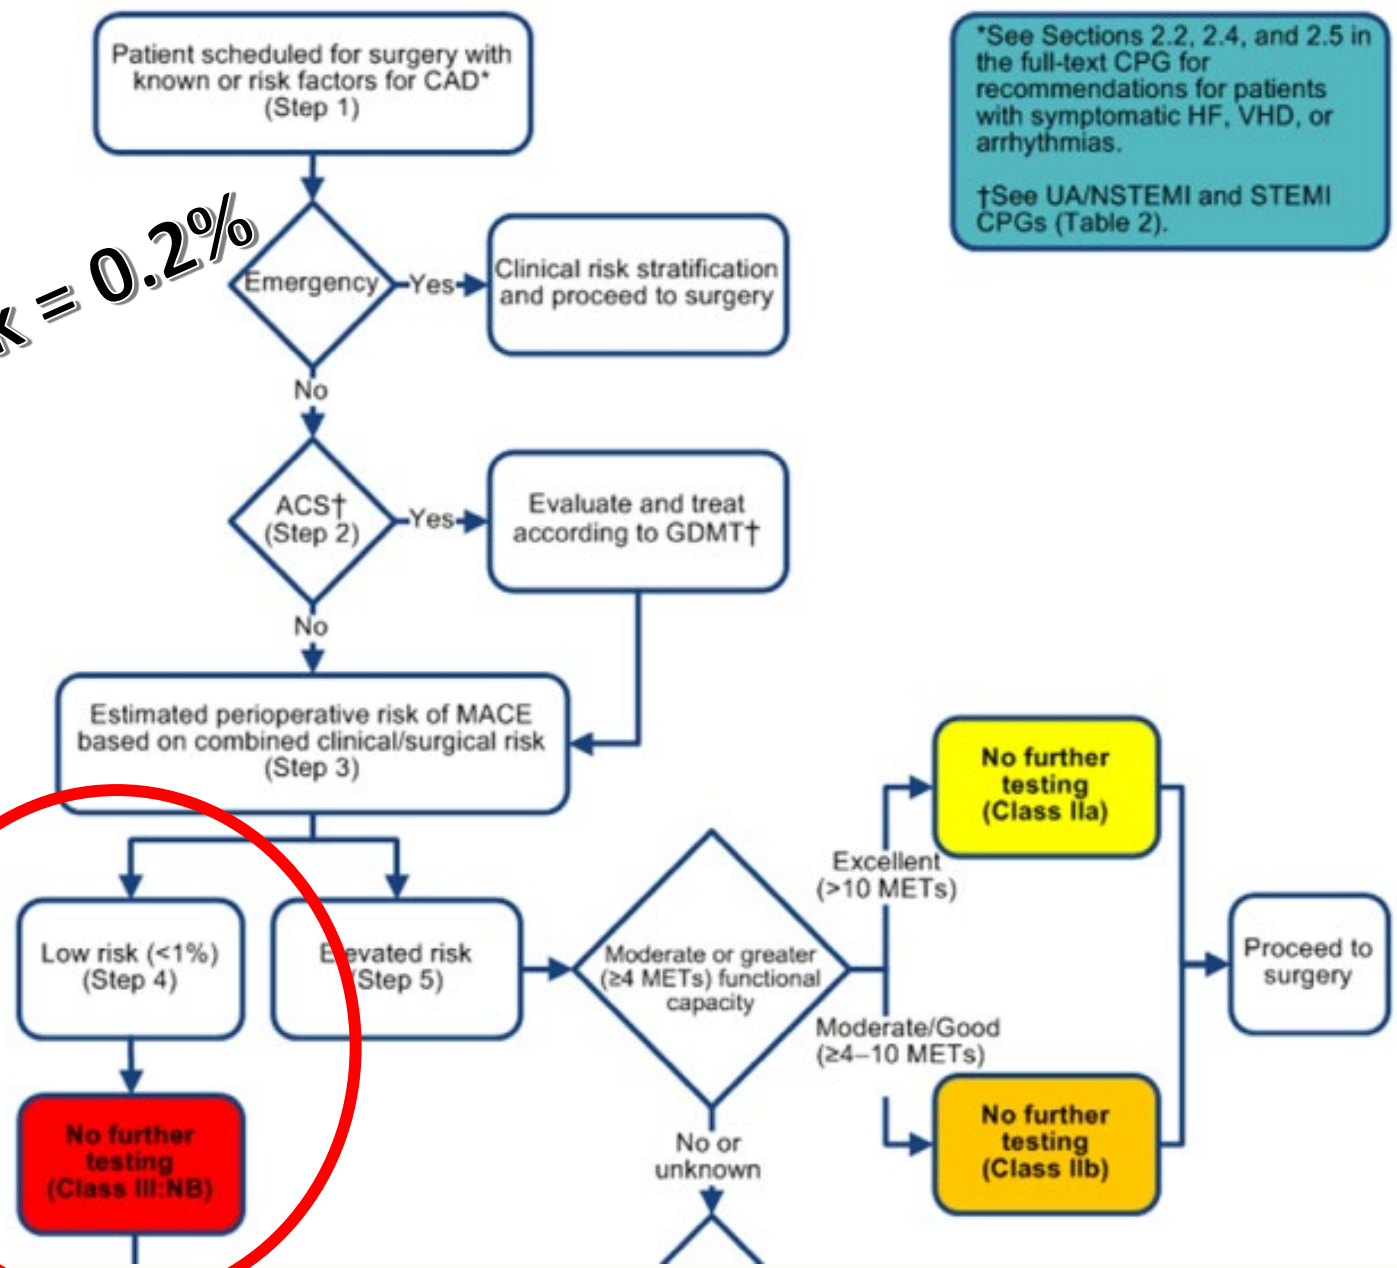 Patient scheduled for surgery with
known or risk factors for CAD*
(Step 1)
*See Sections 2.2, 2.4, and 2.5 in
the full-text CPG for
recommendations for patients
with symptomatic HF, VHD, or
arrhythmias.
†See UA/NSTEMI and STEMI
CPGs (Table 2).
k = 0.2%
Emergency
Yes
Clinical risk stratification
and proceed to surgery
No
ACS†
(Step 2)
Yes
Evaluate and treat
according to GDMT†
No
Estimated perioperative risk of MACE
based on combined clinical/surgical risk
(Step 3)
Low risk (<1%)
(Step 4)
Elevated risk
(Step 5)
Moderate or greater
(≥4 METs) functional
capacity
Excellent
(>10 METs)
No further
testing
(Class IIa)
Moderate/Good
(≥4–10 METs)
No further
testing
(Class IIb)
Proceed to
surgery
No further
testing
(Class III:NB)
No or
unknown